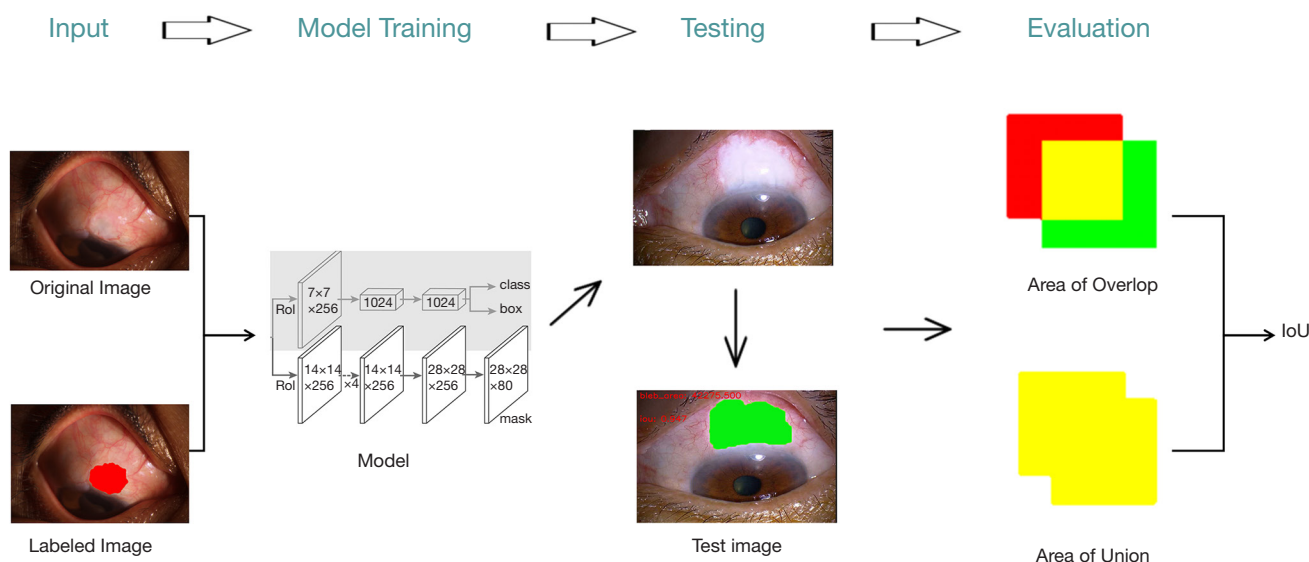 Input
Model Training
Testing
Evaluation
Original Image
Labeled Image
RoI
7×7
×256
1024
1024
class
box
RoI
14×14
×256
×4
14×14
×256
28×28
×256
28×28
×80
mask
Model
Test image
Area of Overlop
Area of Union
IoU